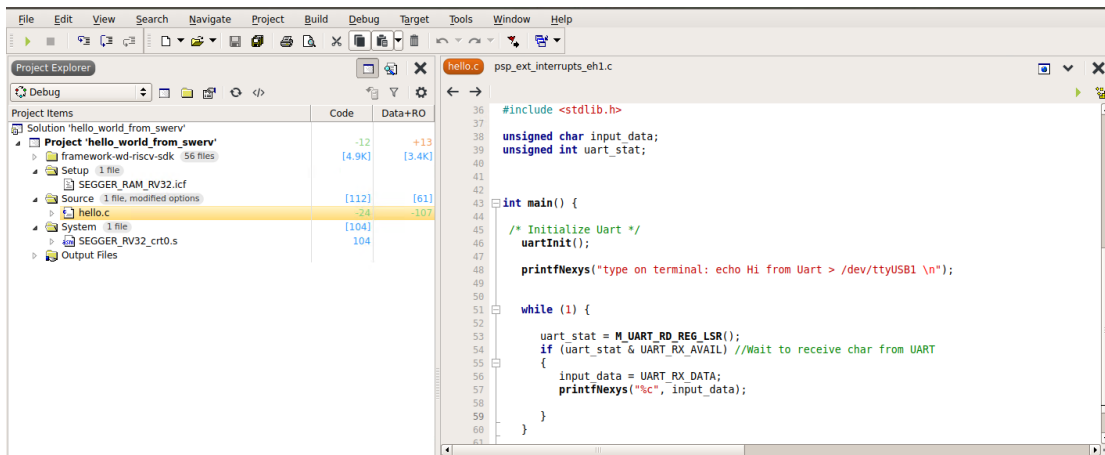 File Edit View Search Navigate Project Build Debug Target Tools Window Help
Project Explorer
Debug
Project Items Code Data+RO
Solution 'hello_world_from_swerv'
Project 'hello_world_from_swerv' -12 +13
framework-wd-riscv-sdk 56 files [4.9K] [3.4K]
Setup 1 file
SEGGER_RAM_RV32.icf
Source 1 file, modified options [112] [61]
hello.c -24 -107
System 1 file [104]
SEGGER_RV32_crt0.s 104
Output Files
hello.c psp_ext_interrupts_eh1.c
36 #include <stdlib.h>
37
38 unsigned char input_data;
39 unsigned int uart_stat;
40
41
42
43 int main() {
44
45 /* Initialize Uart */
46 uartInit();
47
48 printfNexys("type on terminal: echo Hi from Uart > /dev/ttyUSB1 \n");
49
50
51 while (1) {
52
53 uart_stat = M_UART_RD_REG_LSR();
54 if (uart_stat & UART_RX_AVAIL) //Wait to receive char from UART
55 {
56 input_data = UART_RX_DATA;
57 printfNexys("%c", input_data);
58
59 }
60 }
61